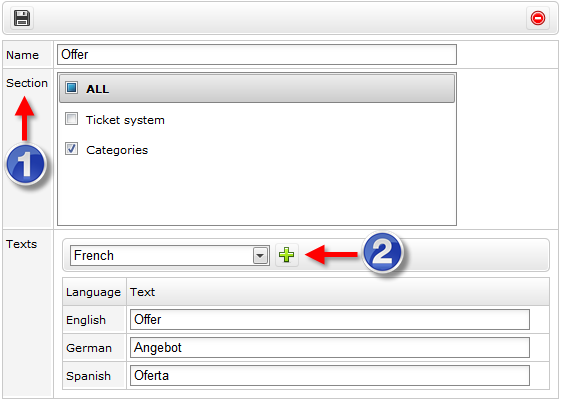 Name Offer
Section
ALL
Ticket system
Categories
1
Texts
French
2
Language Text
English Offer
German Angebot
Spanish Oferta